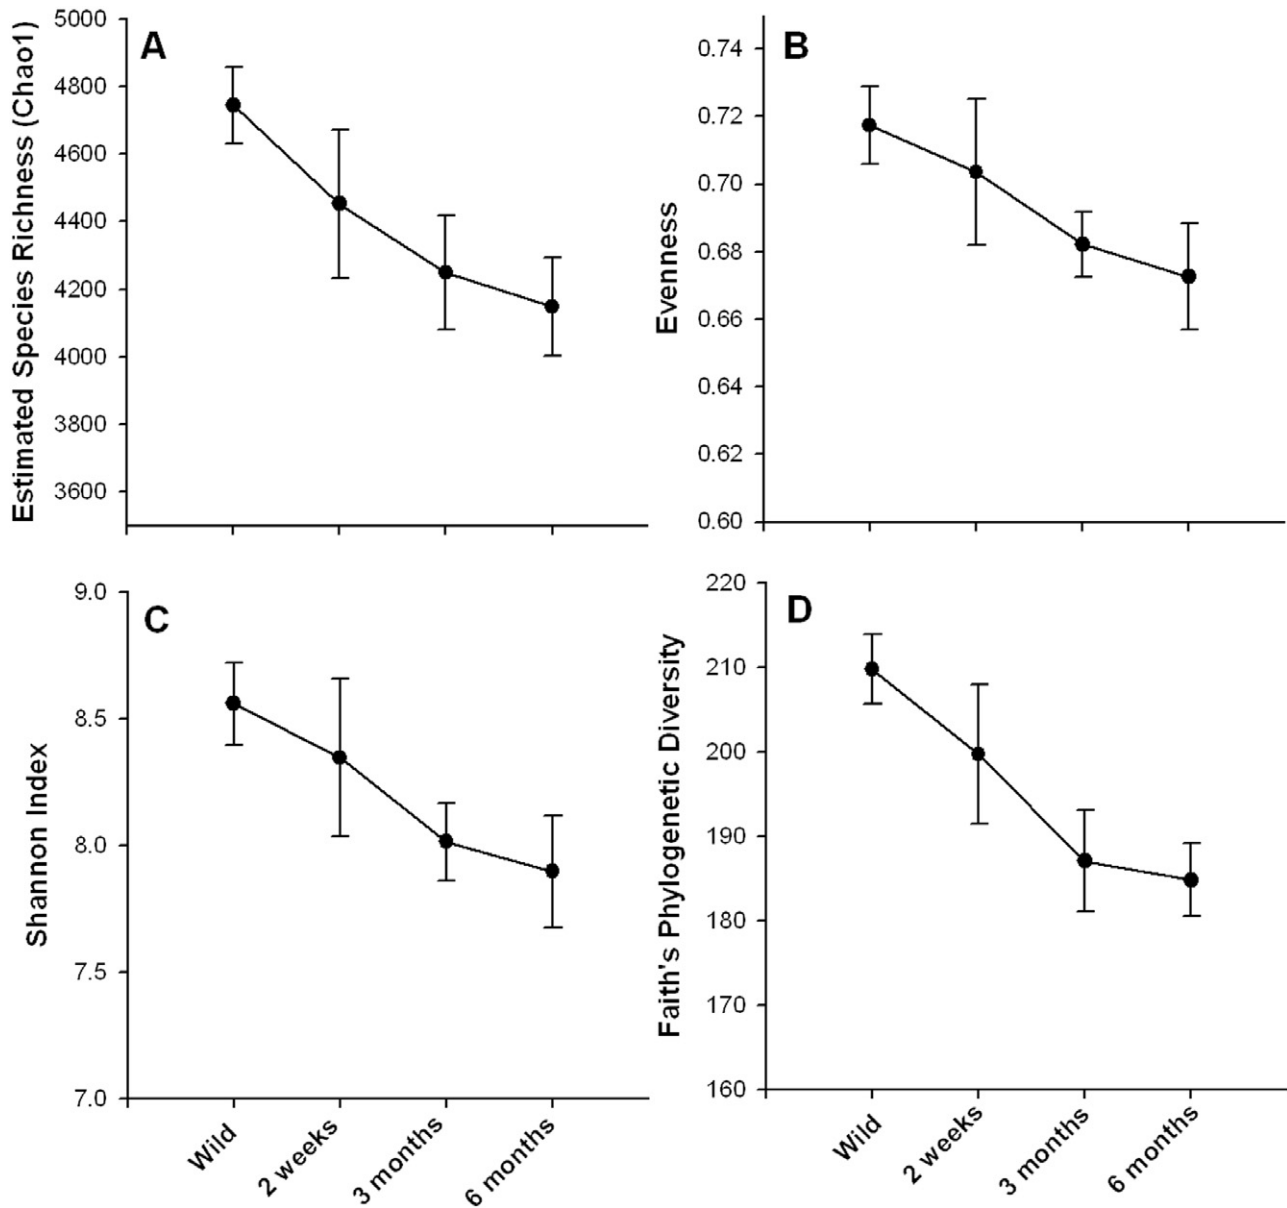 A
Estimated Species Richness (Chao1)
5000
4800
4600
4400
4200
4000
3800
3600
B
Evenness
0.74
0.72
0.70
0.68
0.66
0.64
0.62
0.60
C
Shannon Index
9.0
8.5
8.0
7.5
7.0
Wild
2 weeks
3 months
6 months
D
Faith's Phylogenetic Diversity
220
210
200
190
180
170
160
Wild
2 weeks
3 months
6 months